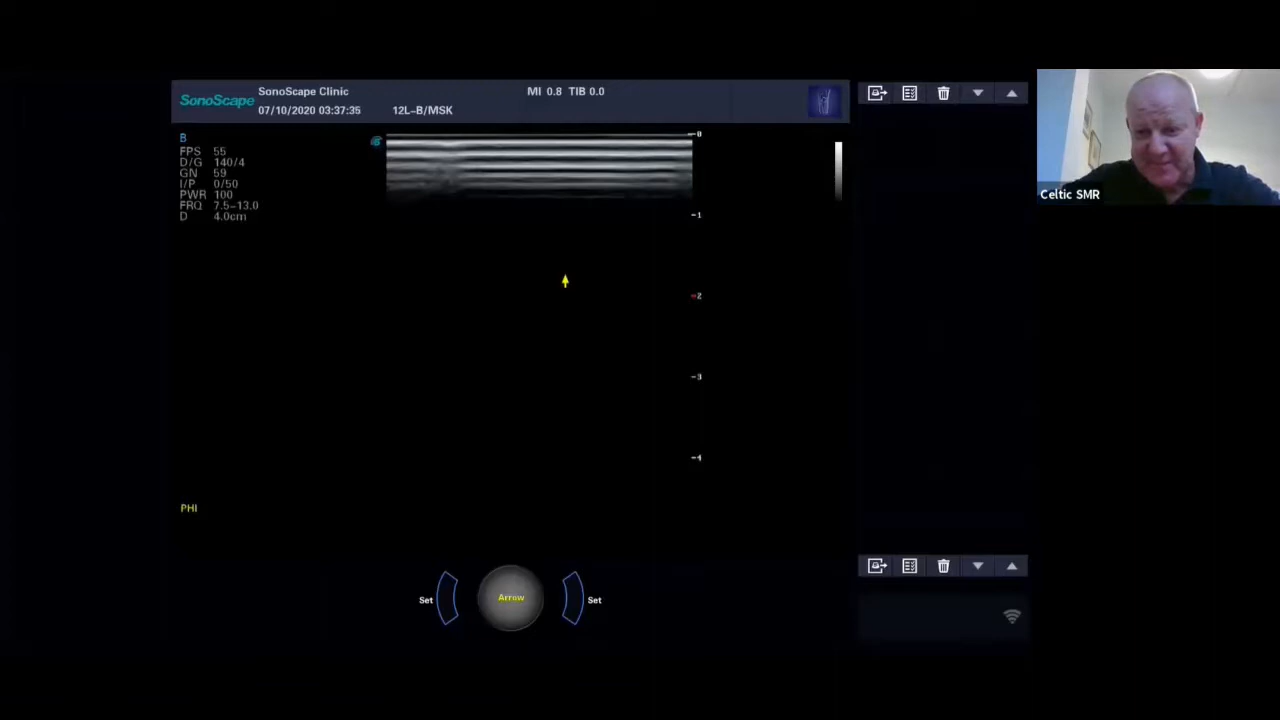 SonoScape
SonoScape Clinic
07/10/2020 03:37:35
12L-B/MSK
MI 0.8 TIB 0.0
B
FPS 55
D/G 140/4
GN 59
I/P 0/50
PWR 100
FRQ 7.5-13.0
D 4.0cm
0
1
2
3
4
PHI
Set
Arrow
Set
Celtic SMR